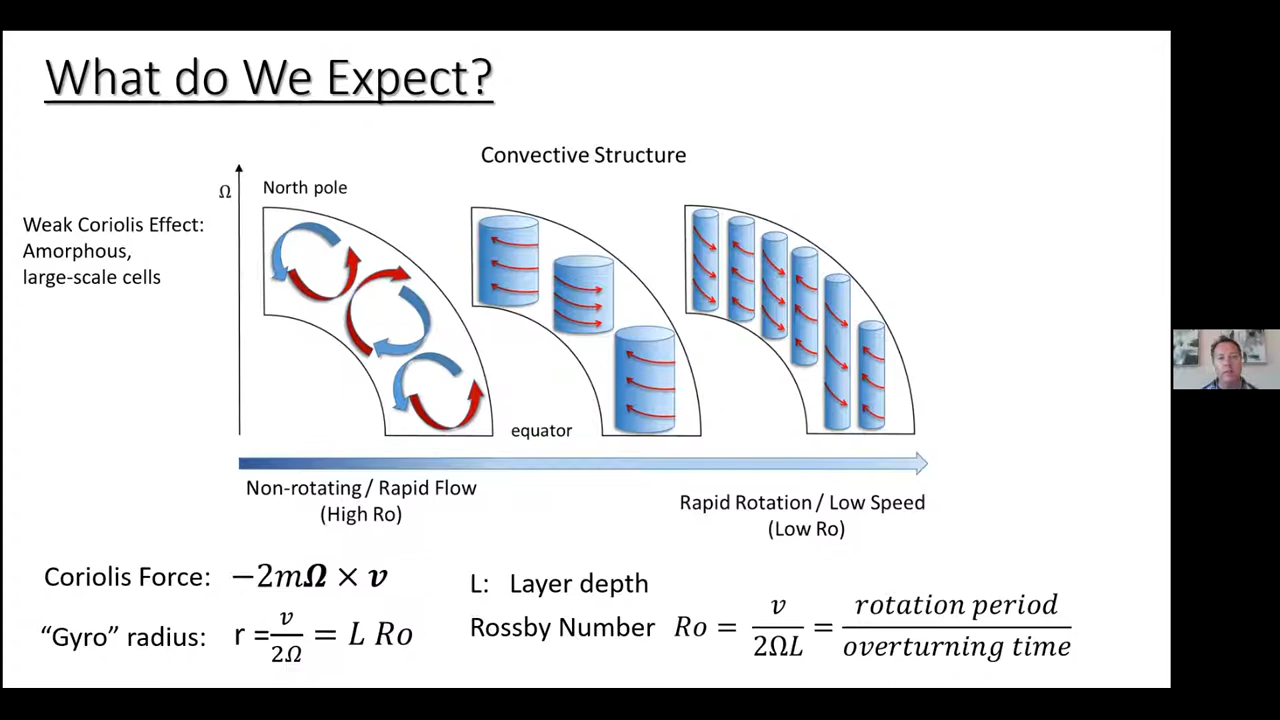 What do We Expect?
Convective Structure
Ω
North pole
Weak Coriolis Effect:
Amorphous,
large-scale cells
equator
Non-rotating / Rapid Flow
(High Ro)
Rapid Rotation / Low Speed
(Low Ro)
Coriolis Force: −2mΩ × v
"Gyro" radius: r = v/2Ω = L Ro
L: Layer depth
Rossby Number Ro = v/2ΩL = rotation period/overturning time